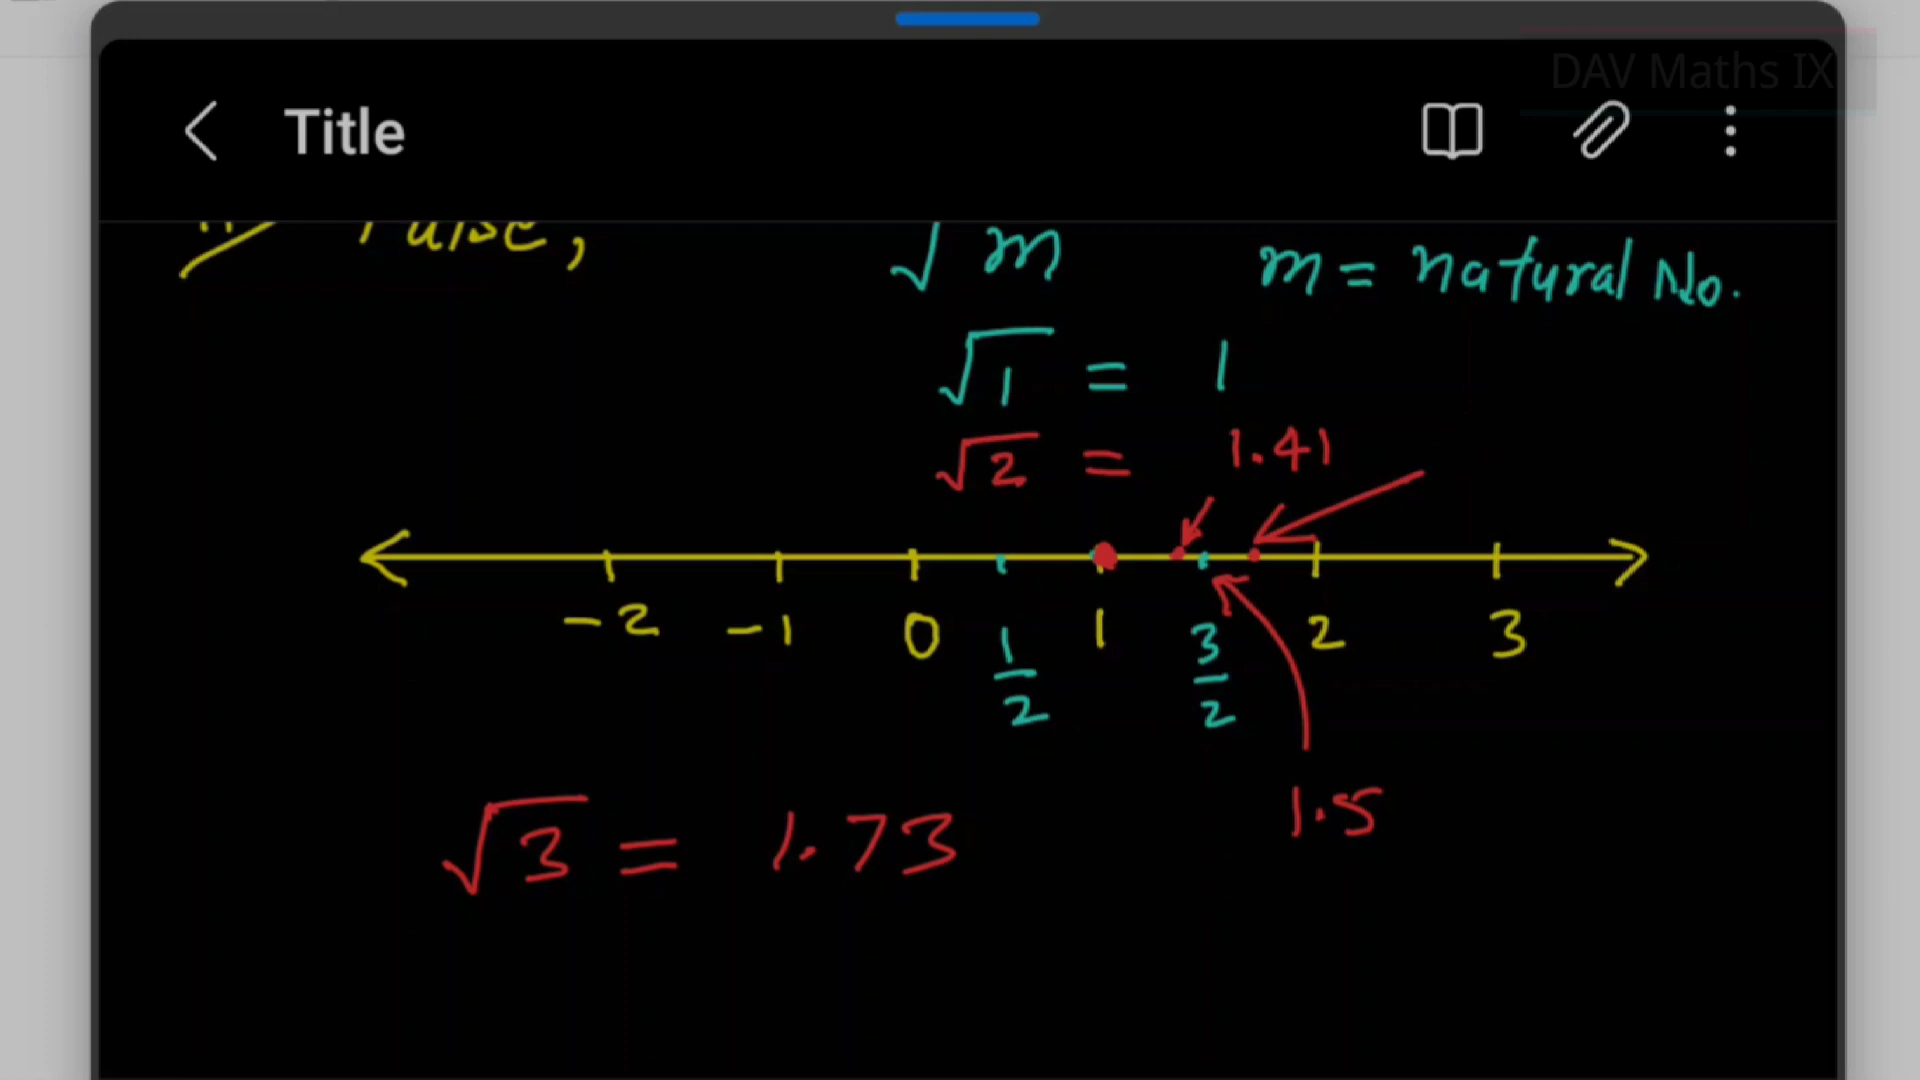 DAV Maths IX
Title
False,
√m m = natural No.
√1 = 1
√2 = 1.41
-2 -1 0 1/2 1 3/2 2 3
√3 = 1.73 1.5